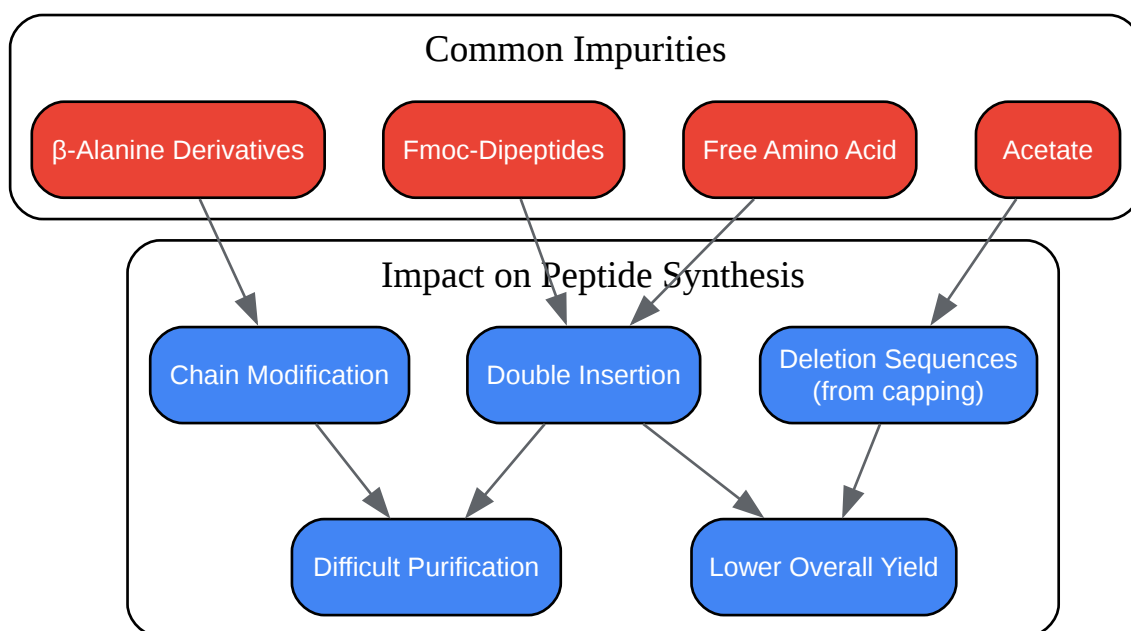 Common Impurities
β-Alanine Derivatives
Fmoc-Dipeptides
Free Amino Acid
Acetate
Impact on Peptide Synthesis
Chain Modification
Double Insertion
Deletion Sequences
(from capping)
Difficult Purification
Lower Overall Yield